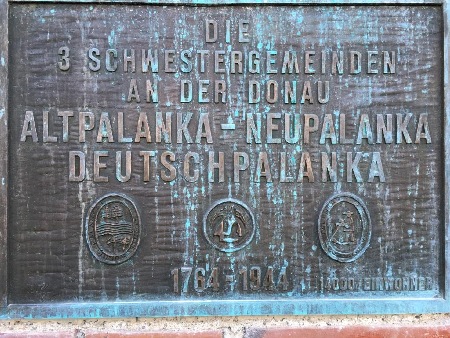 DIE
3 SCHWESTERGEMEINDEN
AN DER DONAU
ALTPALANKA - NEUPALANKA
DEUTSCHPALANKA
1764 - 1944
EINWOHNER